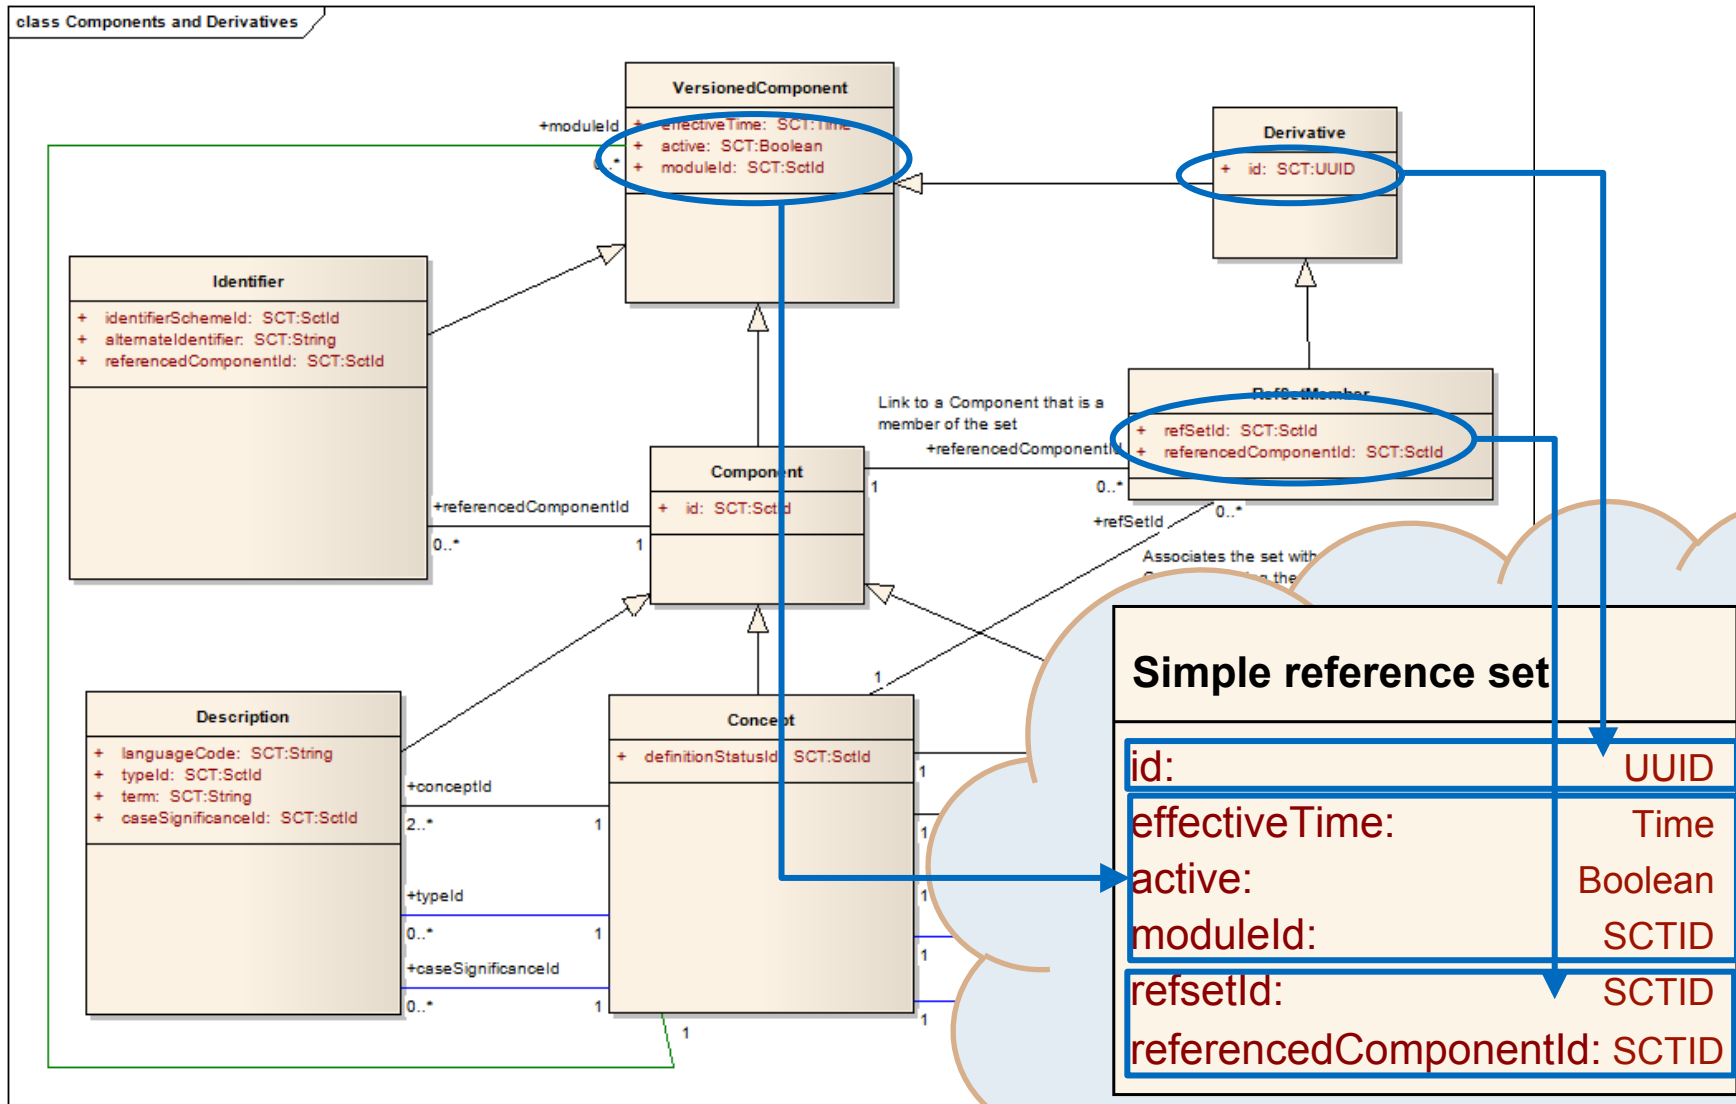 class Components and Derivatives
VersionedComponent
+ effectiveTime: SCT:Time
+ active: SCT:Boolean
+ moduleId: SCT:SctId
+moduleId
0..*
Derivative
+ id: SCT:UUID
Identifier
+ identifierSchemeId: SCT:SctId
+ alternateIdentifier: SCT:String
+ referencedComponentId: SCT:SctId
Link to a Component that is a
member of the set
+referencedComponentId
1
0..*
RefSetMember
+ refSetId: SCT:SctId
+ referencedComponentId: SCT:SctId
Component
+ id: SCT:SctId
+referencedComponentId
0..*
1
+refSetId
0..*
Associates the set with
the
1
Description
+ languageCode: SCT:String
+ typeId: SCT:SctId
+ term: SCT:String
+ caseSignificanceId: SCT:SctId
Concept
+ definitionStatusId: SCT:SctId
+conceptId
2..*
1
+typeId
0..*
1
+caseSignificanceId
0..*
1
1
1
1
1
1
1
Simple reference set
id: UUID
effectiveTime: Time
active: Boolean
moduleId: SCTID
refsetId: SCTID
referencedComponentId: SCTID